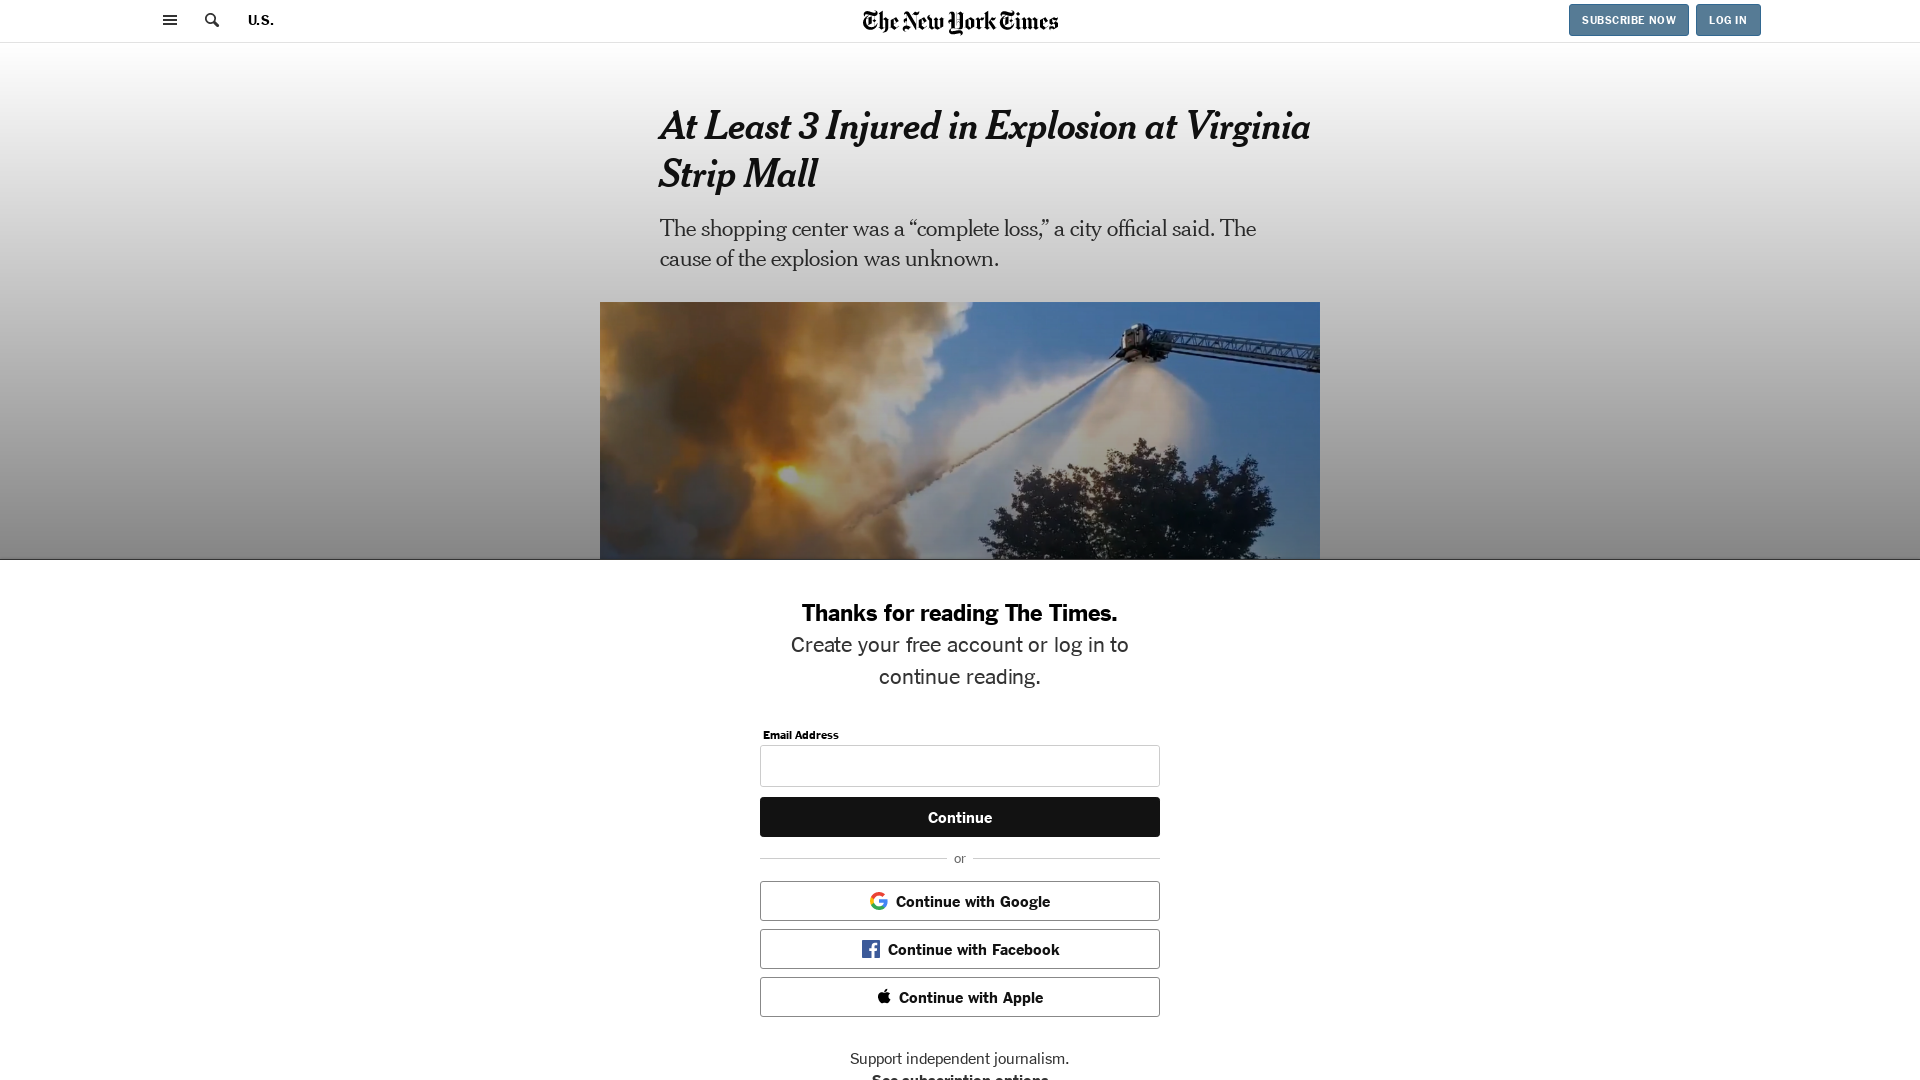 U.S.
The New York Times
SUBSCRIBE NOW
LOG IN
At Least 3 Injured in Explosion at Virginia
Strip Mall
The shopping center was a “complete loss,” a city official said. The
cause of the explosion was unknown.
Thanks for reading The Times.
Create your free account or log in to
continue reading.
Email Address
Continue
or
Continue with Google
Continue with Facebook
Continue with Apple
Support independent journalism.
See subscription options.